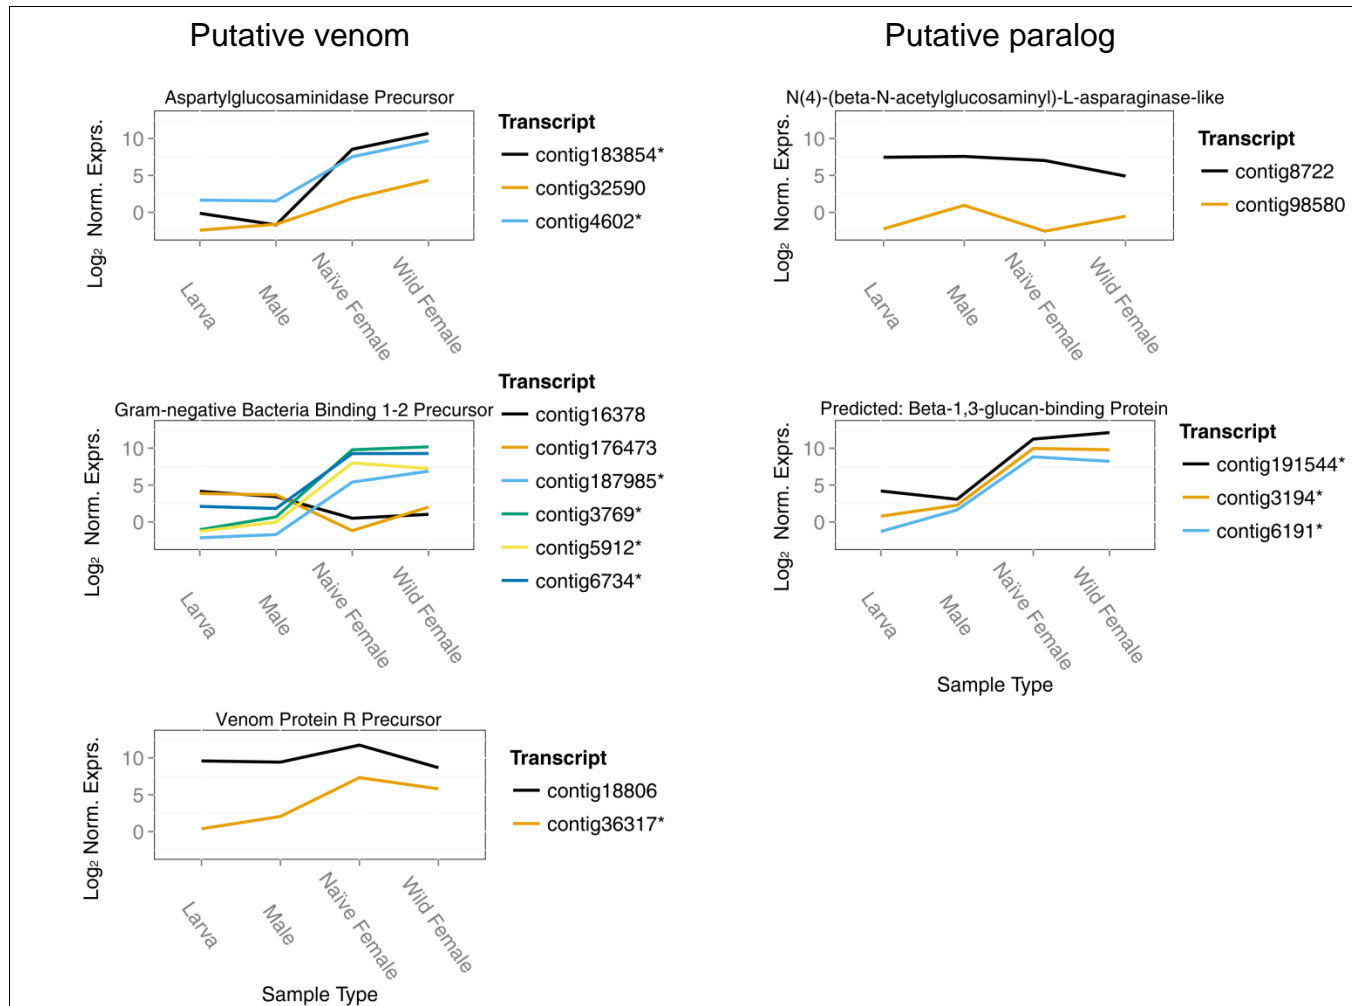 Putative venom
Putative paralog
Aspartylglucosaminidase Precursor
Log2 Norm. Exprs.
10
5
0
Larva
Male
Naïve Female
Wild Female
Transcript
contig183854*
contig32590
contig4602*
N(4)-(beta-N-acetylglucosaminyl)-L-asparaginase-like
Log2 Norm. Exprs.
10
5
0
Larva
Male
Naïve Female
Wild Female
Transcript
contig8722
contig98580
Gram-negative Bacteria Binding 1-2 Precursor
Log2 Norm. Exprs.
10
5
0
Larva
Male
Naïve Female
Wild Female
Transcript
contig16378
contig176473
contig187985*
contig3769*
contig5912*
contig6734*
Predicted: Beta-1,3-glucan-binding Protein
Log2 Norm. Exprs.
10
5
0
Larva
Male
Naïve Female
Wild Female
Sample Type
Transcript
contig191544*
contig3194*
contig6191*
Venom Protein R Precursor
Log2 Norm. Exprs.
10
5
0
Larva
Male
Naïve Female
Wild Female
Sample Type
Transcript
contig18806
contig36317*